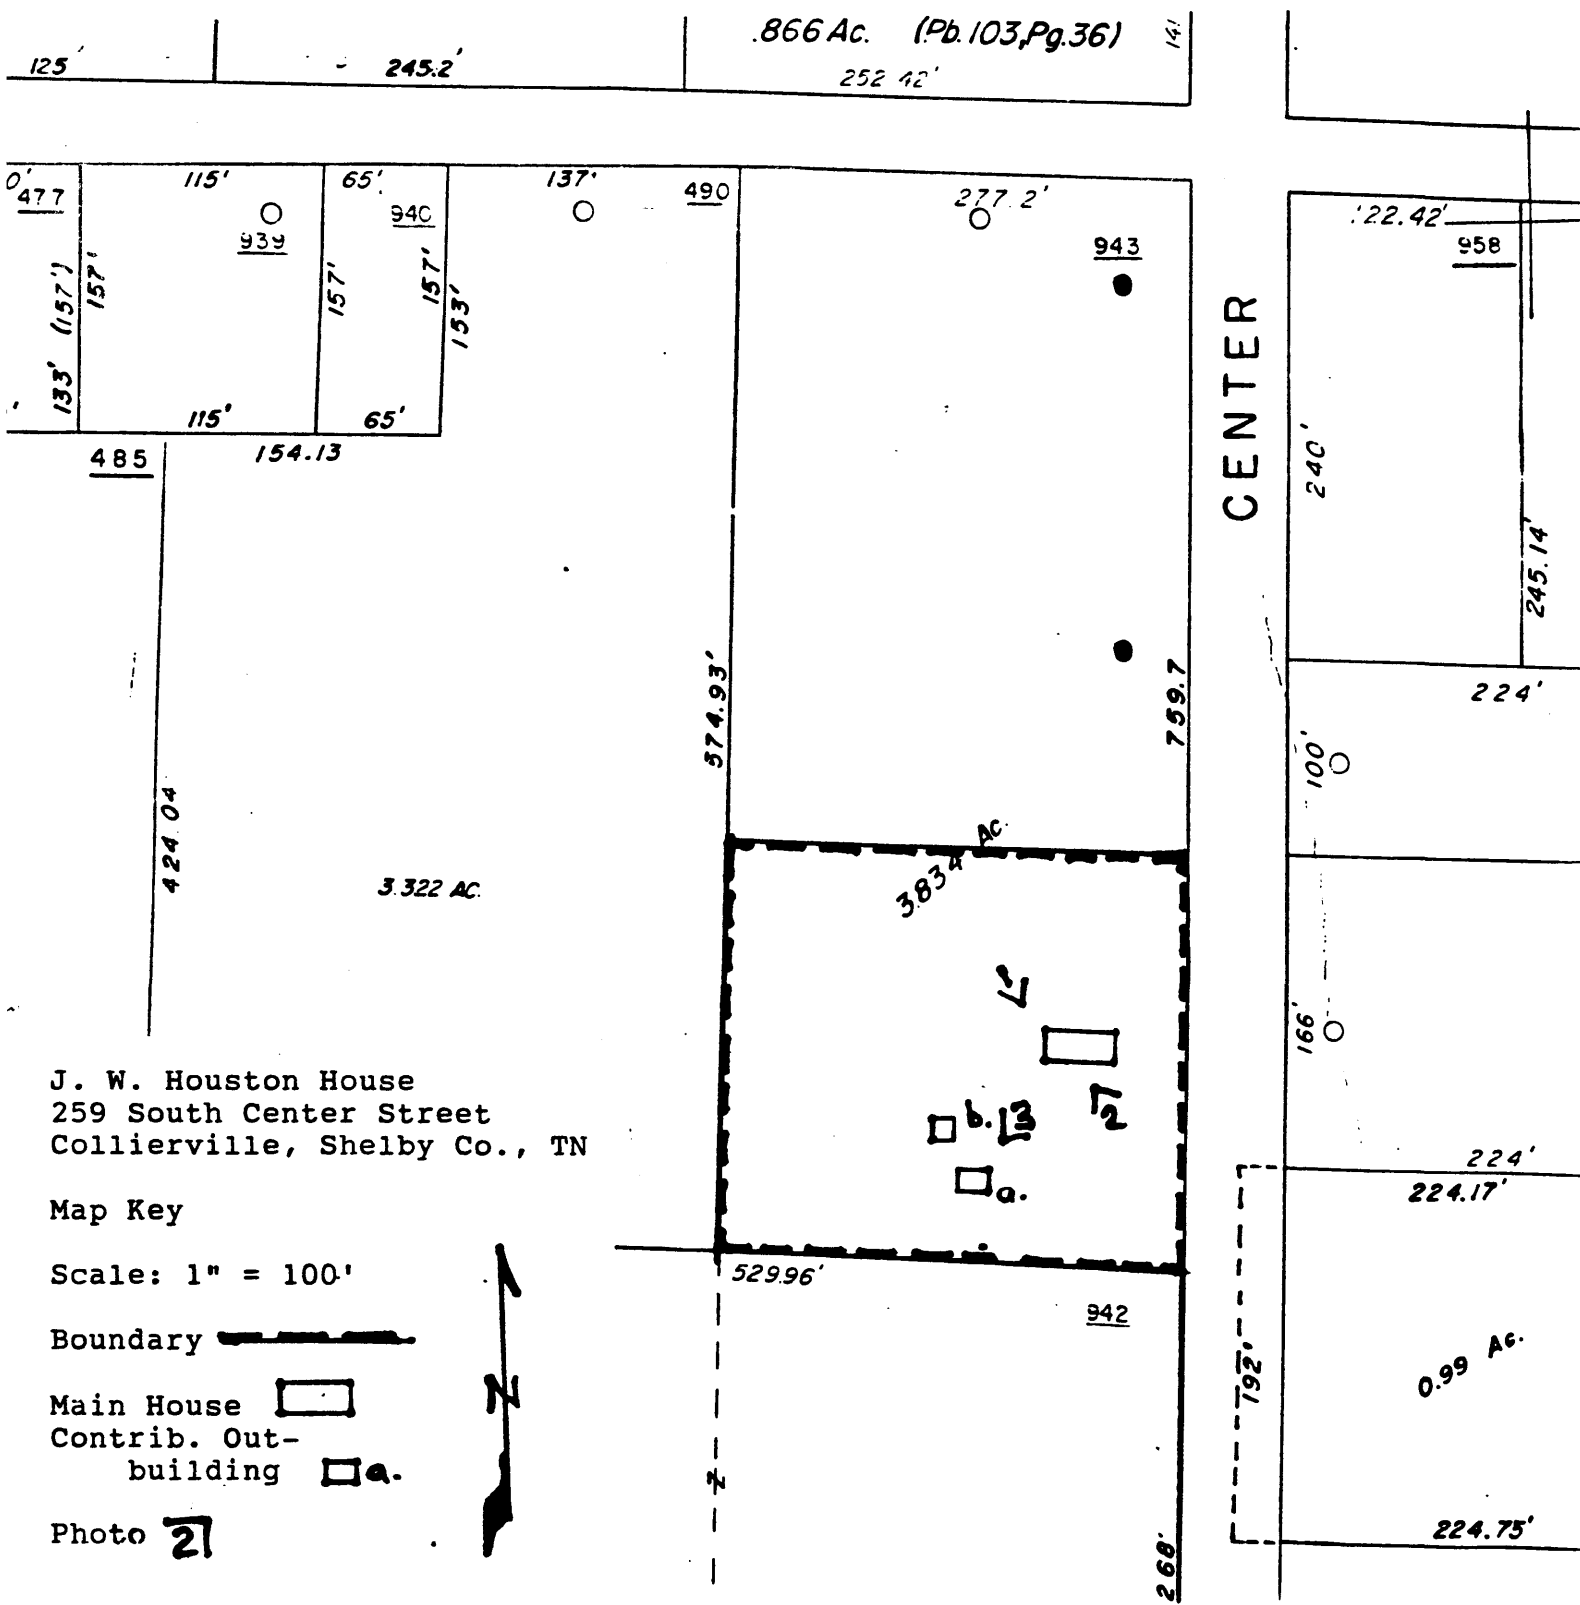 .866 Ac. (Pb.103,Pg.36)
141
125' 245.2' 252.42'
0' 115' 65' 137' 277.2' 122.42'
477 939 940 490 943 958
133' (157') 157' 157' 157' 153'
115' 65'
485 154.13
CENTER
240'
245.14'
224'
574.93'
759.7
100'
424.04
3.322 AC.
3.834 Ac.
166'
1
2
b. 3
a.
224'
224.17'
J. W. Houston House
259 South Center Street
Collierville, Shelby Co., TN
Map Key
Scale: 1" = 100'
Boundary
Main House
Contrib. Out-
building a.
Photo 2
N
529.96'
942
192'
0.99 Ac.
Z
268'
224.75'